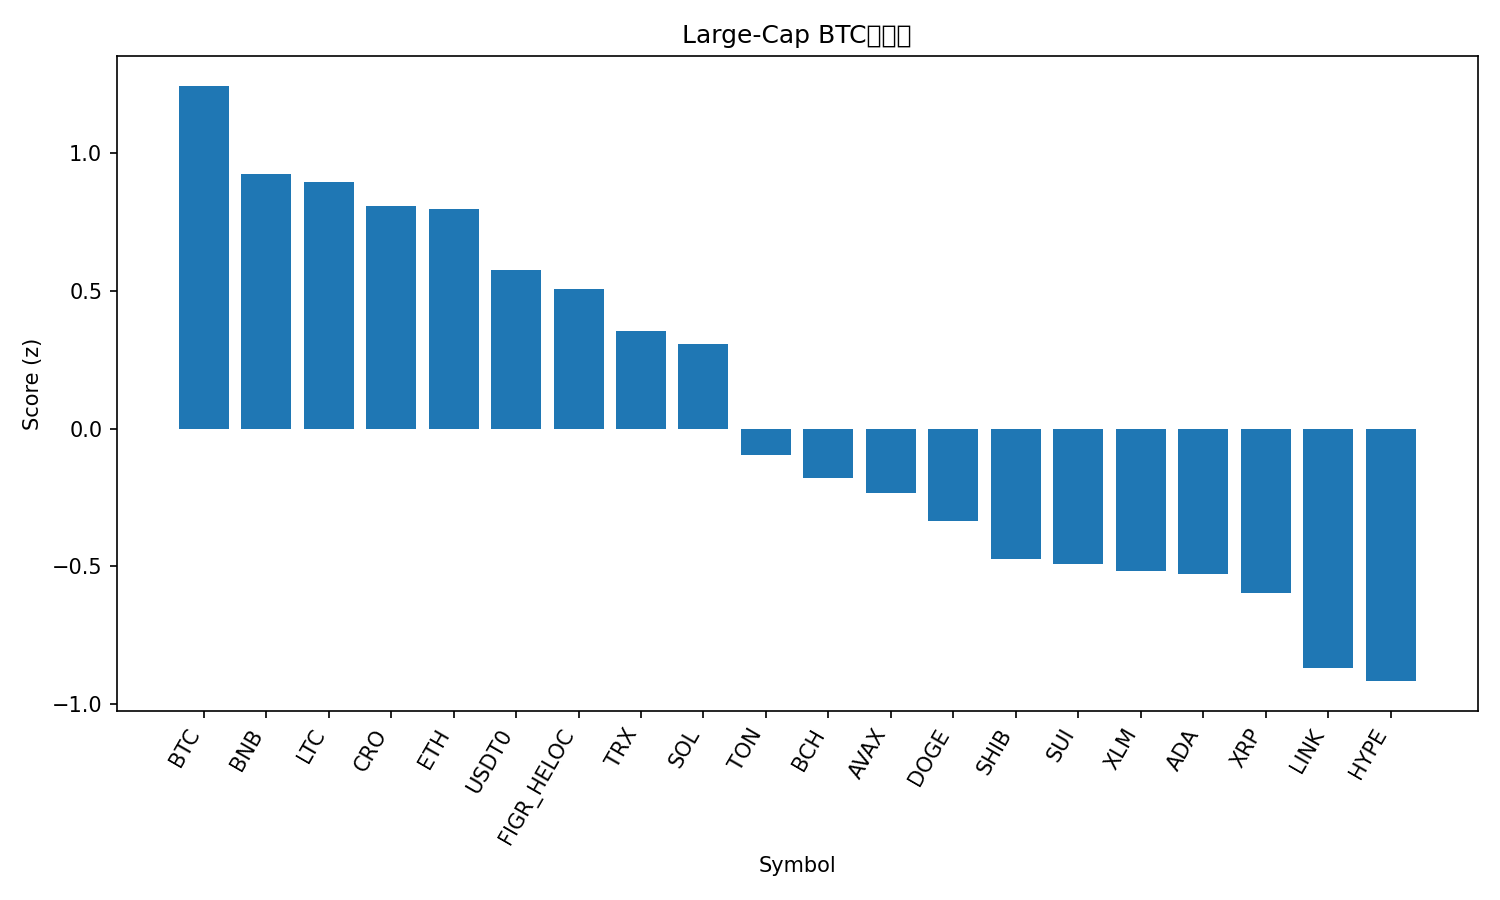 Large-Cap BTC
Score (z)
1.0
0.5
0.0
−0.5
−1.0
BTC
BNB
LTC
CRO
ETH
USDT0
FIGR_HELOC
TRX
SOL
TON
BCH
AVAX
DOGE
SHIB
SUI
XLM
ADA
XRP
LINK
HYPE
Symbol